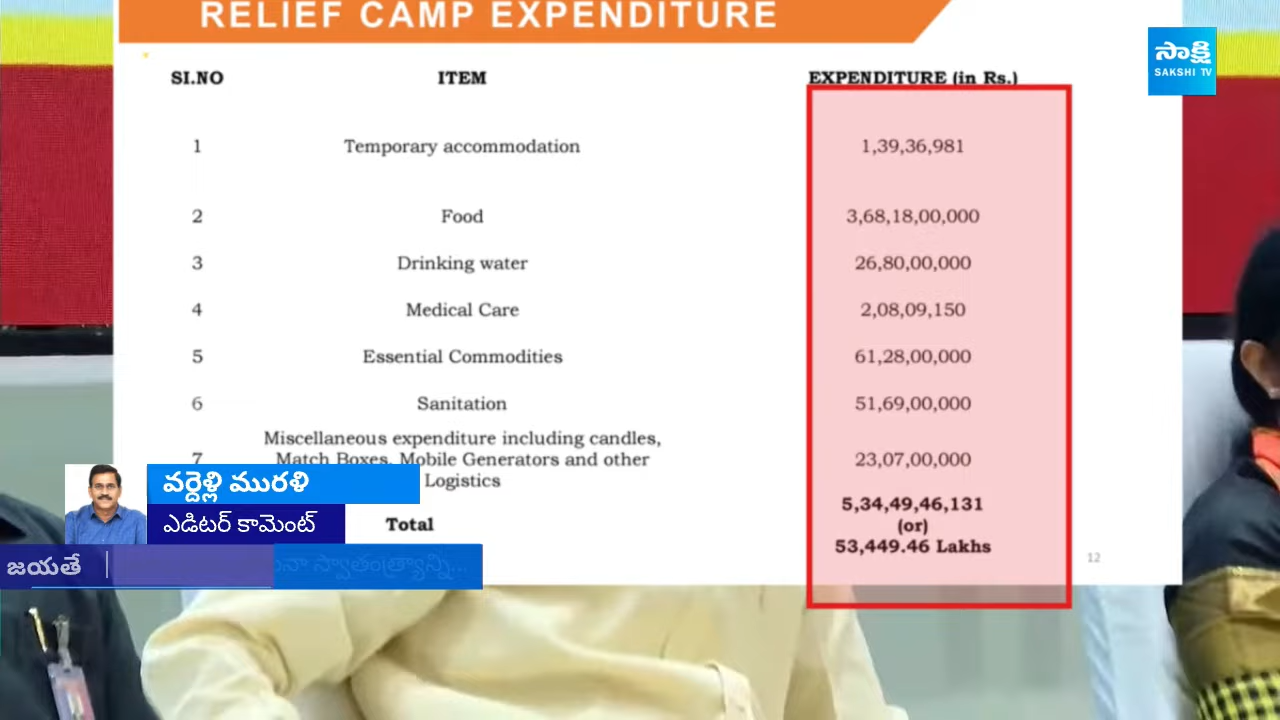 RELIEF CAMP EXPENDITURE
సాక్షి
SAKSHI TV
SI.NO ITEM EXPENDITURE (in Rs.)
1 Temporary accommodation 1,39,36,981
2 Food 3,68,18,00,000
3 Drinking water 26,80,00,000
4 Medical Care 2,08,09,150
5 Essential Commodities 61,28,00,000
6 Sanitation 51,69,00,000
Miscellaneous expenditure including candles,
7 Match Boxes, Mobile Generators and other 23,07,00,000
Logistics
Total 5,34,49,46,131
(or)
53,449.46 Lakhs
12
వర్దెళ్లి మురళి
ఎడిటర్ కామెంట్
జయతే
స్వాతంత్ర్యాన్ని...